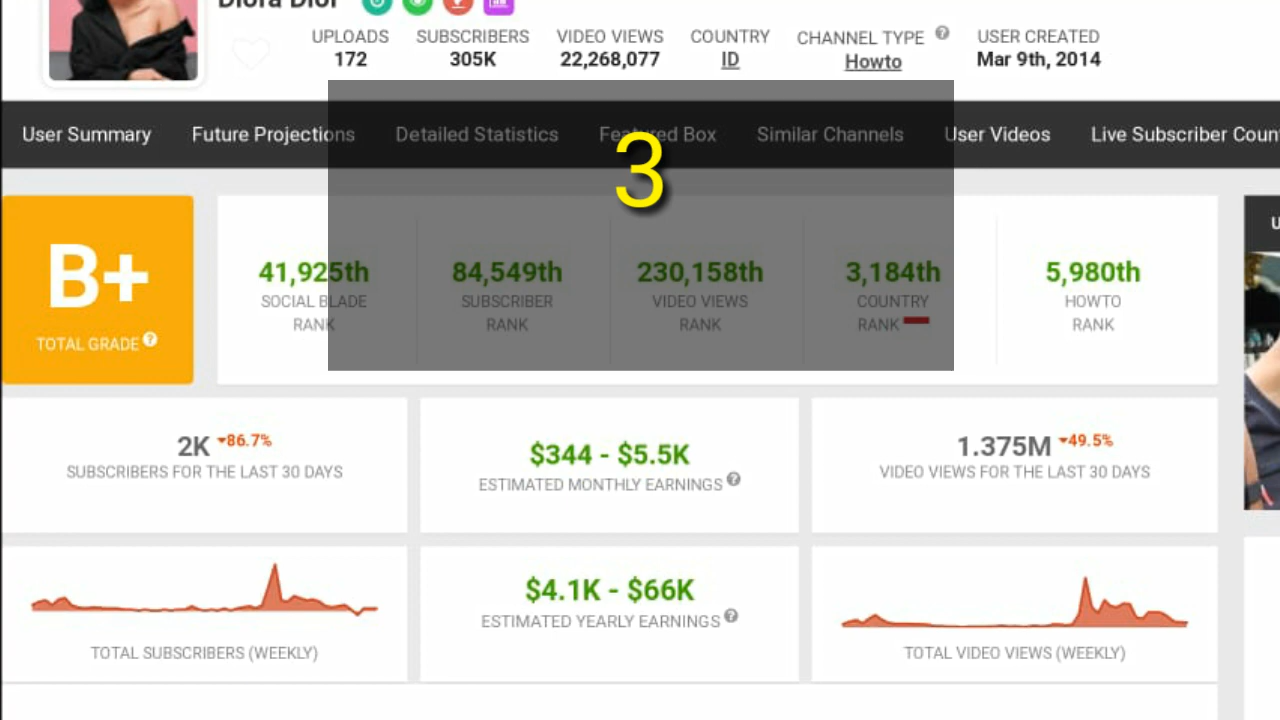 Diora Dior
UPLOADS SUBSCRIBERS VIDEO VIEWS COUNTRY CHANNEL TYPE ? USER CREATED
172 305K 22,268,077 ID Howto Mar 9th, 2014
User Summary Future Projections Detailed Statistics Featured Box Similar Channels User Videos Live Subscriber Coun
3
B+
TOTAL GRADE ?
41,925th 84,549th 230,158th 3,184th 5,980th
SOCIAL BLADE SUBSCRIBER VIDEO VIEWS COUNTRY HOWTO
RANK RANK RANK RANK RANK
2K 86.7%
SUBSCRIBERS FOR THE LAST 30 DAYS
$344 - $5.5K
ESTIMATED MONTHLY EARNINGS ?
1.375M 49.5%
VIDEO VIEWS FOR THE LAST 30 DAYS
TOTAL SUBSCRIBERS (WEEKLY)
$4.1K - $66K
ESTIMATED YEARLY EARNINGS ?
TOTAL VIDEO VIEWS (WEEKLY)